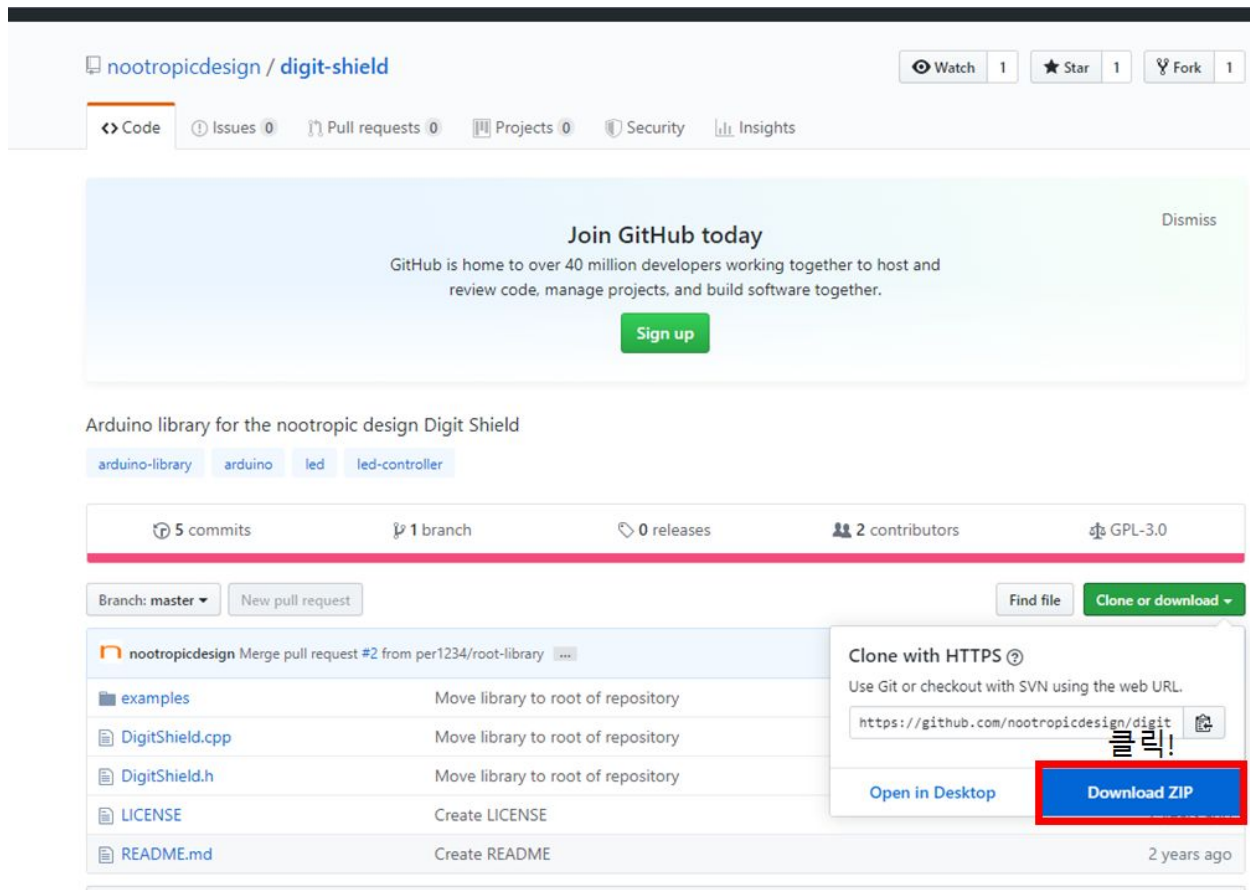 nootropicdesign / digit-shield
Watch 1 Star 1 Fork 1
Code Issues 0 Pull requests 0 Projects 0 Security Insights
Dismiss
Join GitHub today
GitHub is home to over 40 million developers working together to host and
review code, manage projects, and build software together.
Sign up
Arduino library for the nootropic design Digit Shield
arduino-library arduino led led-controller
5 commits 1 branch 0 releases 2 contributors GPL-3.0
Branch: master New pull request Find file Clone or download
nootropicdesign Merge pull request #2 from per1234/root-library ...
examples Move library to root of repository
DigitShield.cpp Move library to root of repository
DigitShield.h Move library to root of repository
LICENSE Create LICENSE
README.md Create README 2 years ago
Clone with HTTPS
Use Git or checkout with SVN using the web URL.
https://github.com/nootropicdesign/digit
클릭!
Open in Desktop Download ZIP